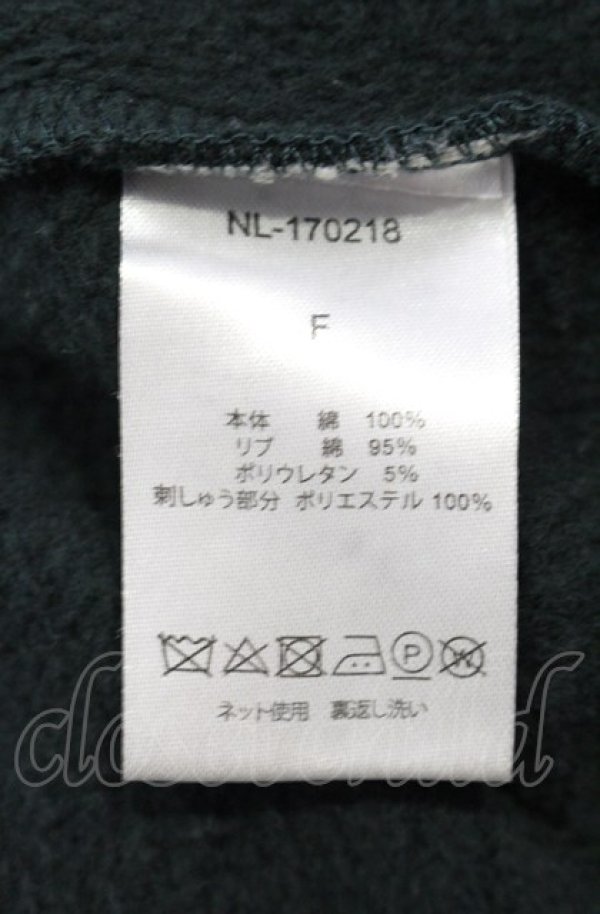 NL-170218
F
本体 綿 100%
リブ 綿 95%
ポリウレタン 5%
刺しゅう部分 ポリエステル 100%
P W
ネット使用 裏返し洗い
closetchild